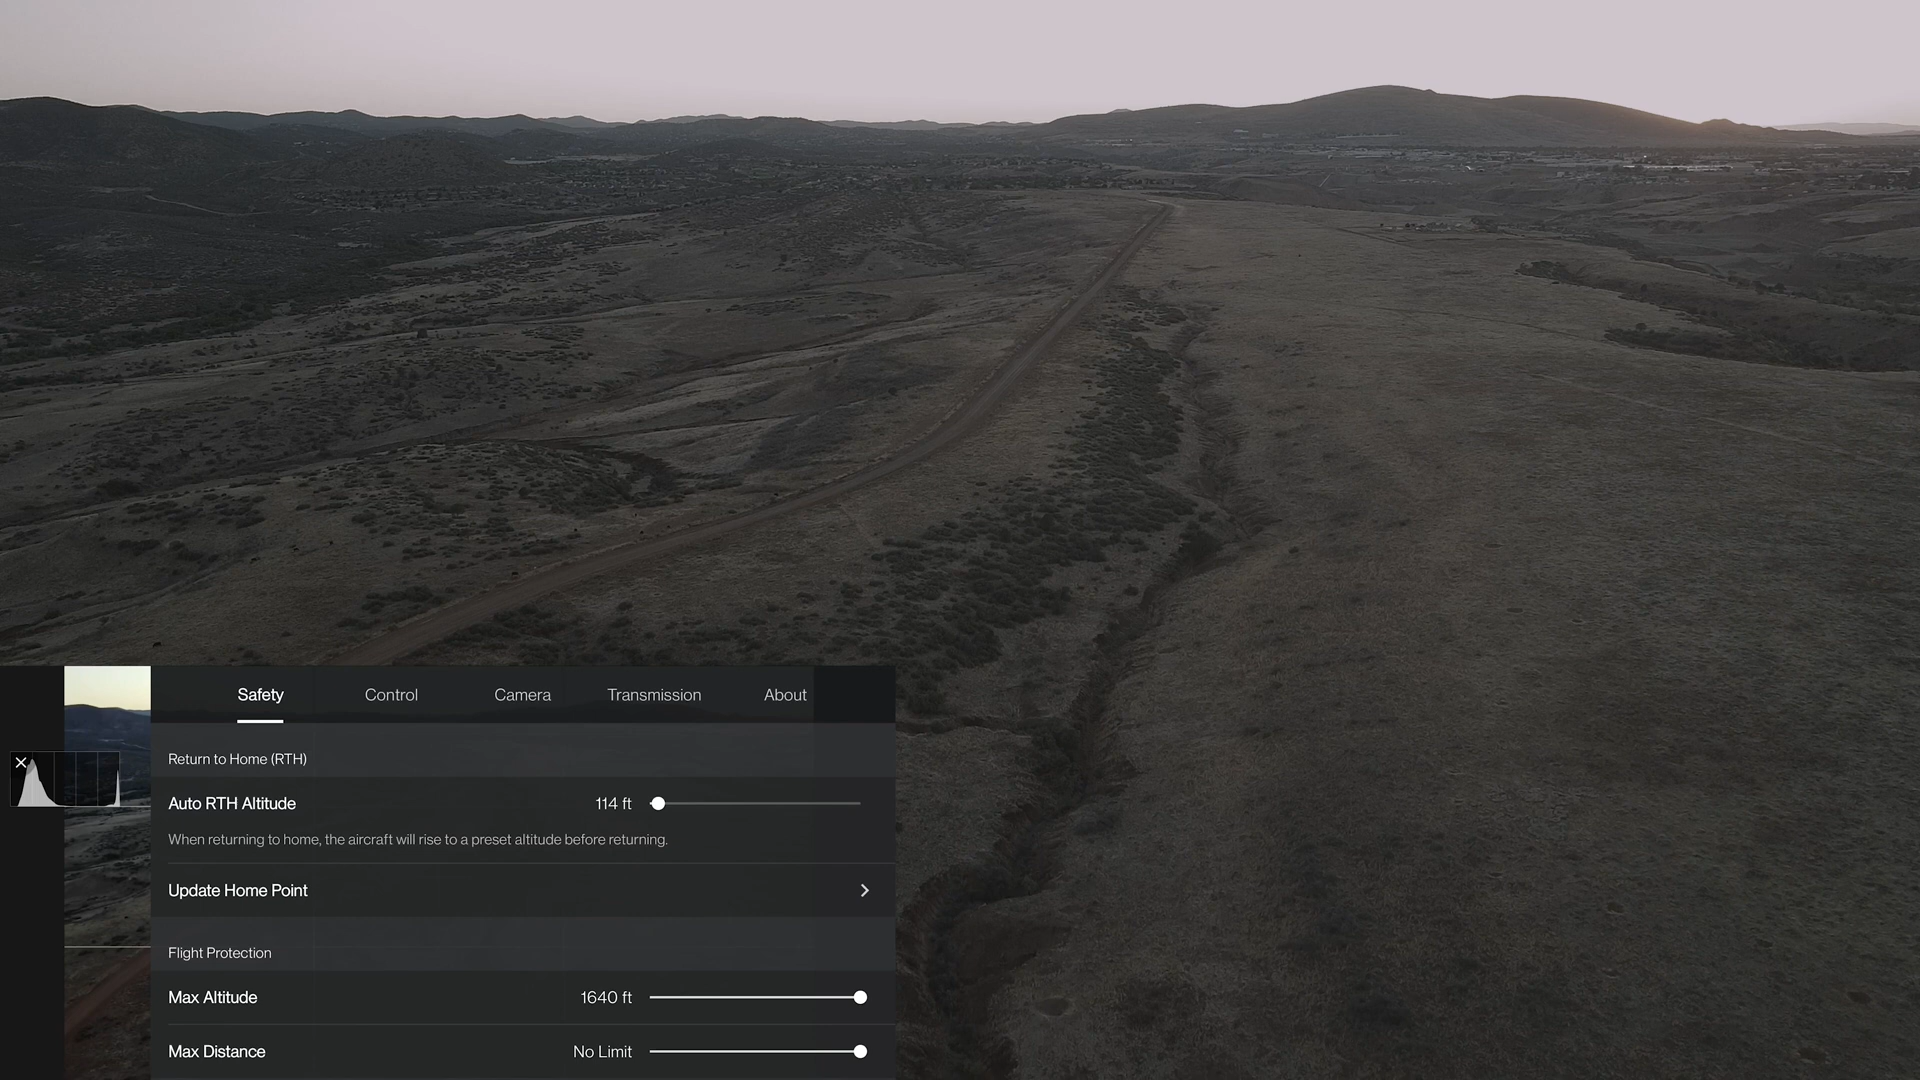 Safety Control Camera Transmission About
Return to Home (RTH)
Auto RTH Altitude 114 ft
When returning to home, the aircraft will rise to a preset altitude before returning.
Update Home Point
Flight Protection
Max Altitude 1640 ft
Max Distance No Limit